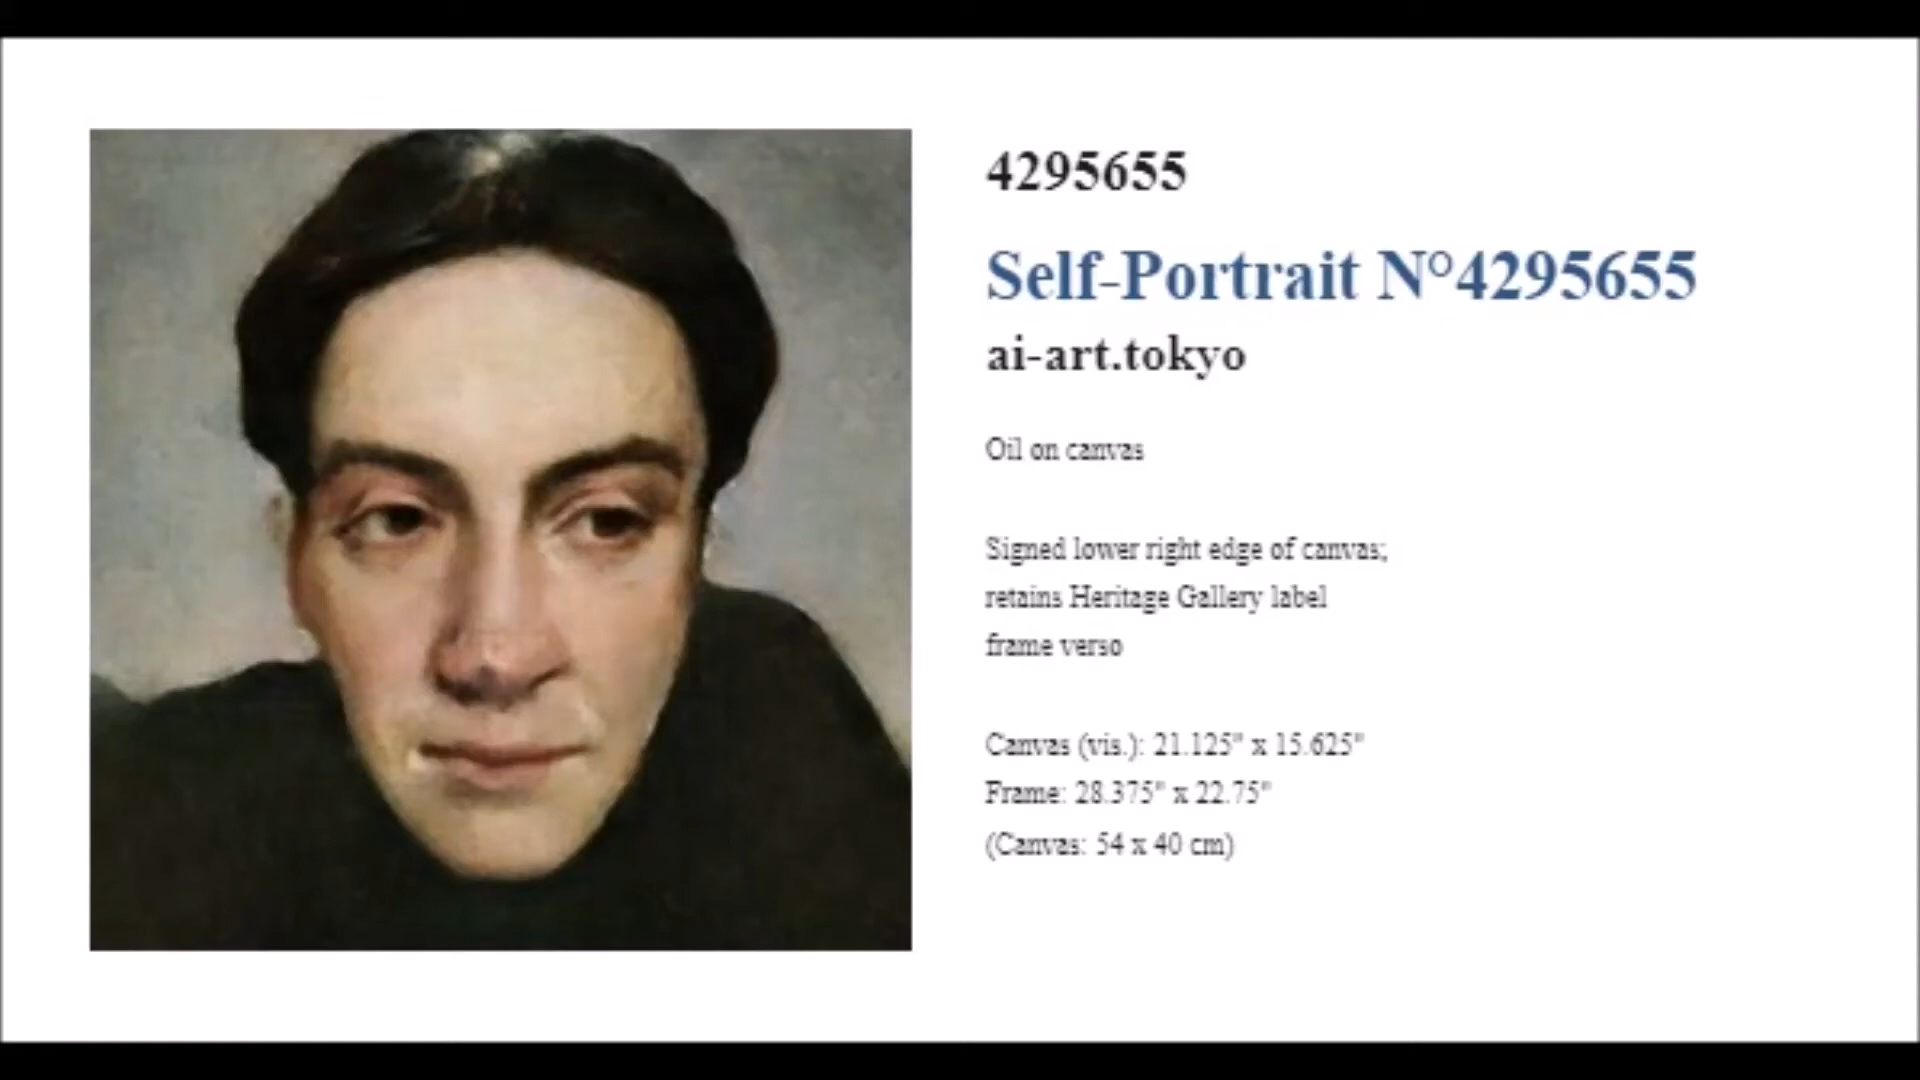 4295655
Self-Portrait N°4295655
ai-art.tokyo
Oil on canvas
Signed lower right edge of canvas;
retains Heritage Gallery label
frame verso
Canvas (vis.): 21.125" x 15.625"
Frame: 28.375" x 22.75"
(Canvas: 54 x 40 cm)